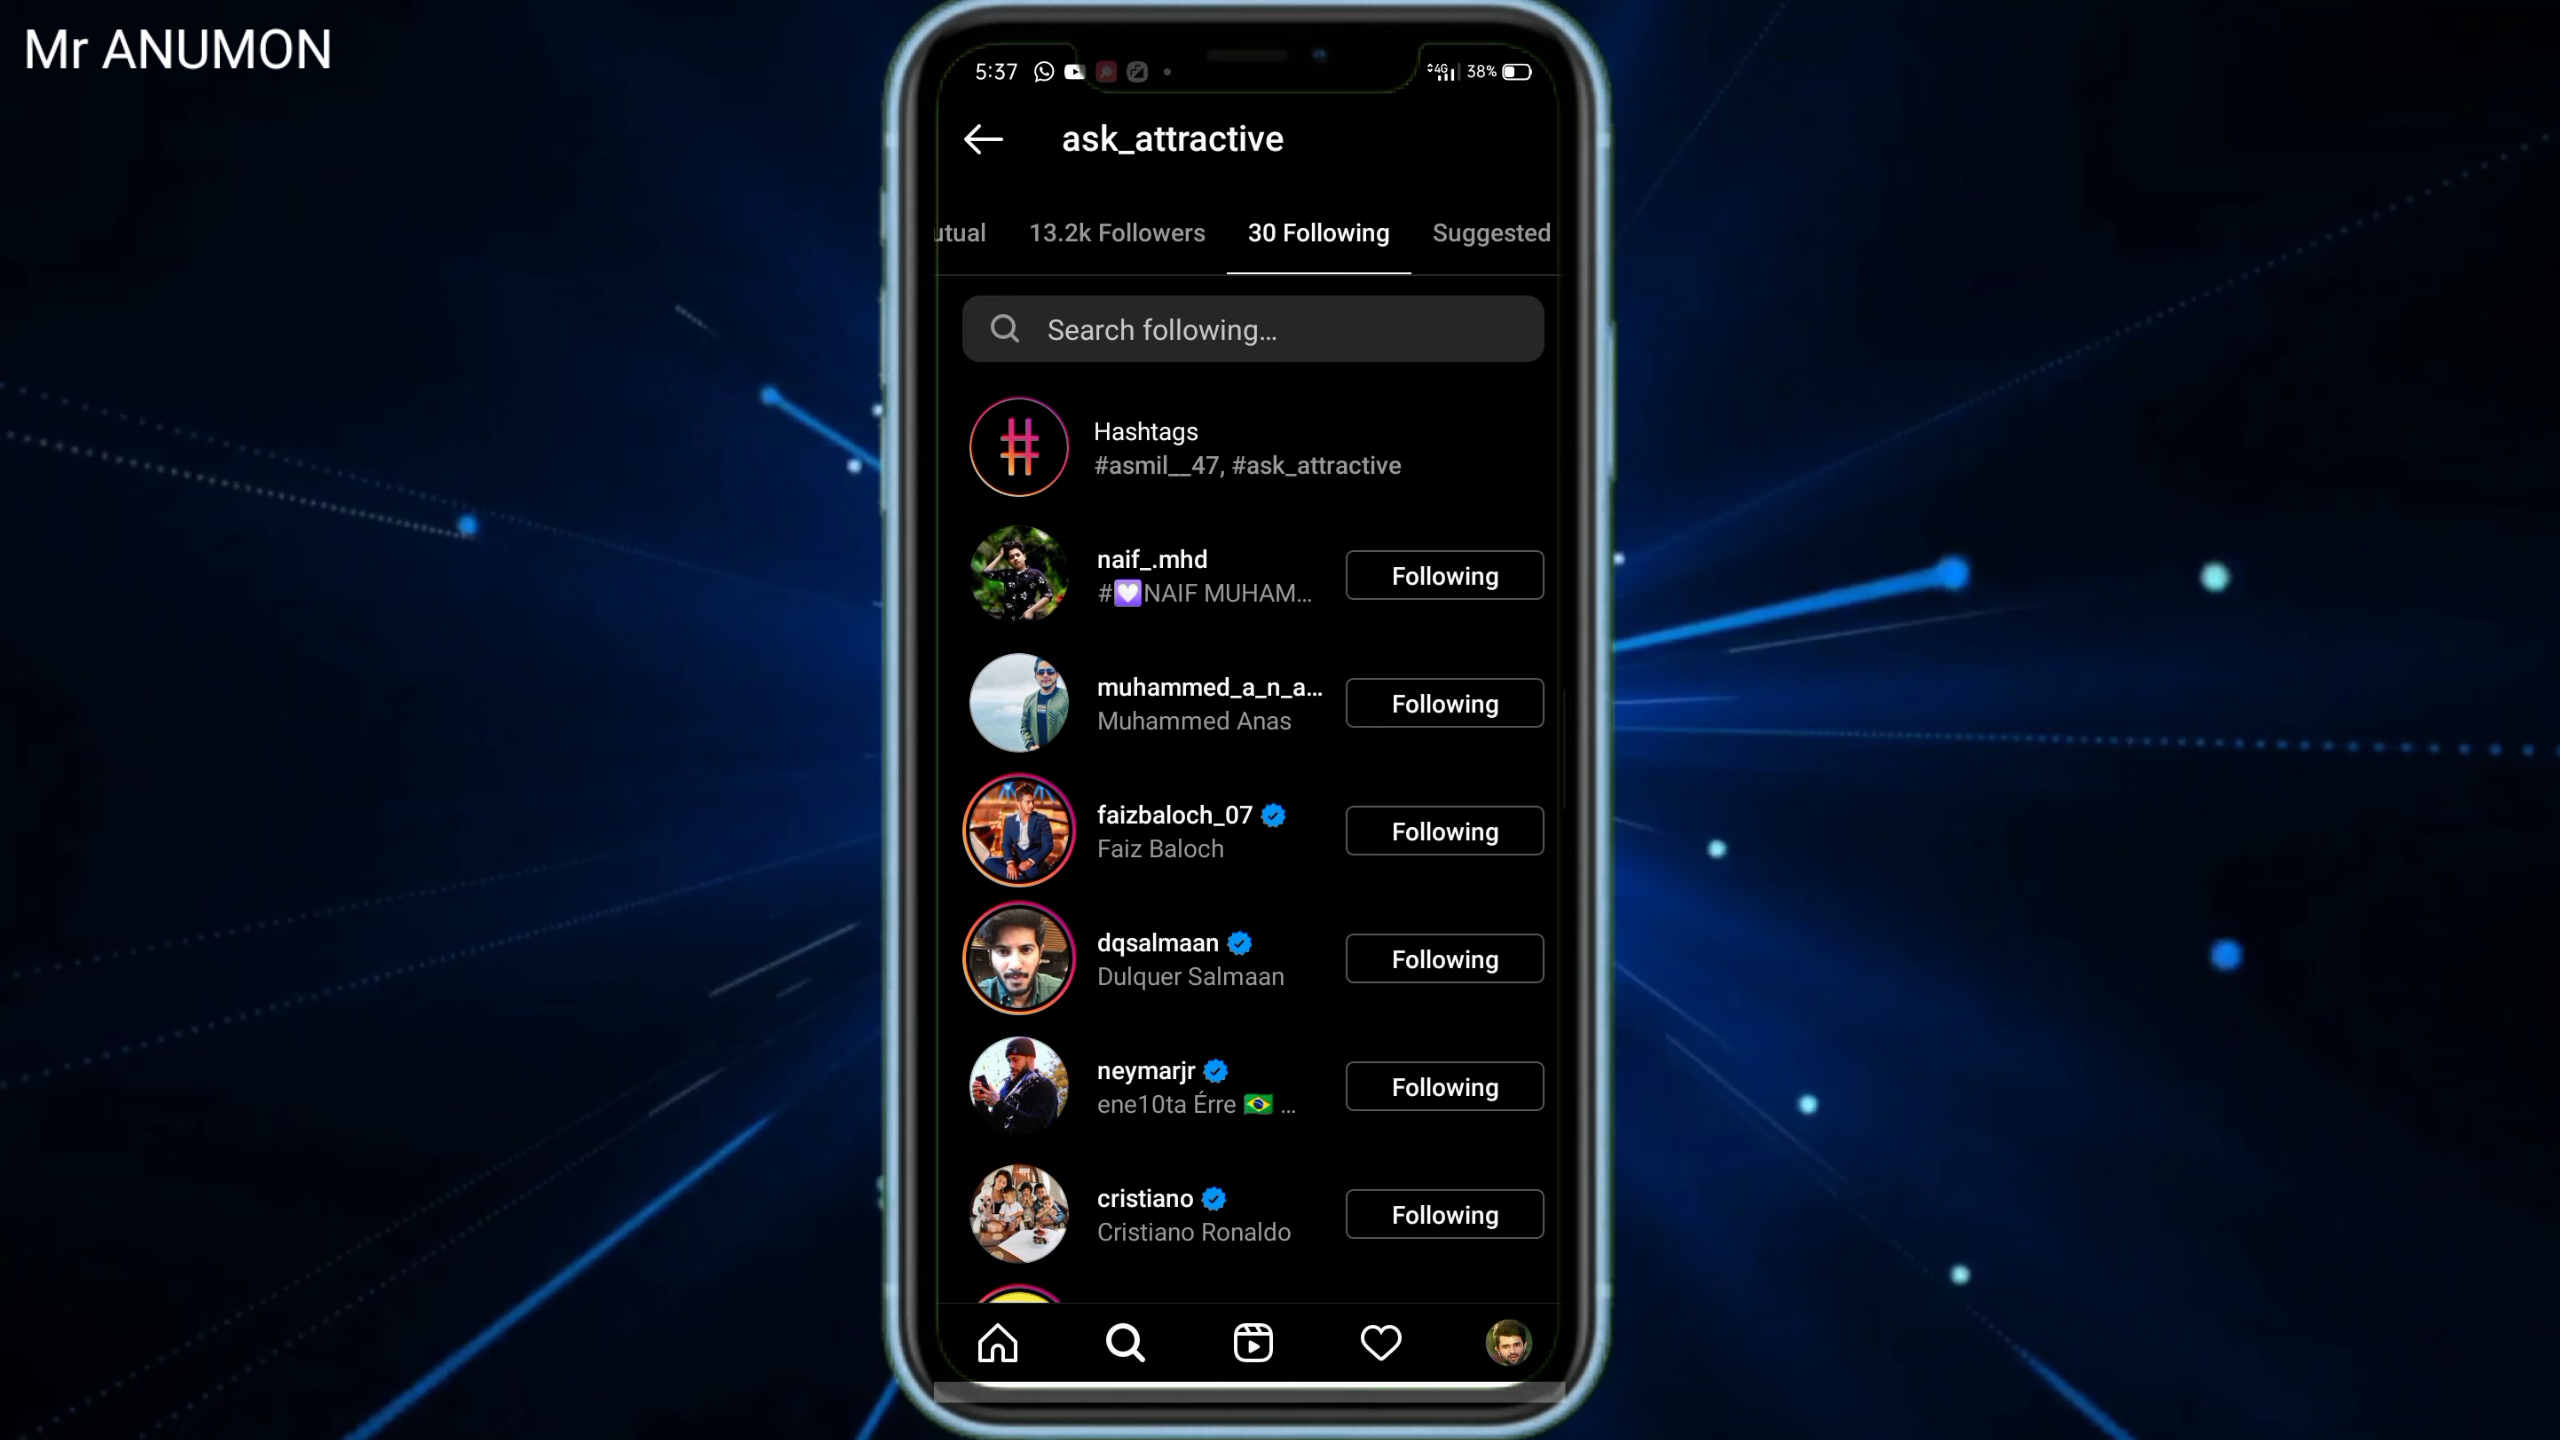 Mr ANUMON
5:37
4G 38%
ask_attractive
utual 13.2k Followers 30 Following Suggested
Search following...
Hashtags
#asmil__47, #ask_attractive
naif_.mhd
#💟NAIF MUHAM...
Following
muhammed_a_n_a...
Muhammed Anas
Following
faizbaloch_07
Faiz Baloch
Following
dqsalmaan
Dulquer Salmaan
Following
neymarjr
ene10ta Érre 🇧🇷 ...
Following
cristiano
Cristiano Ronaldo
Following